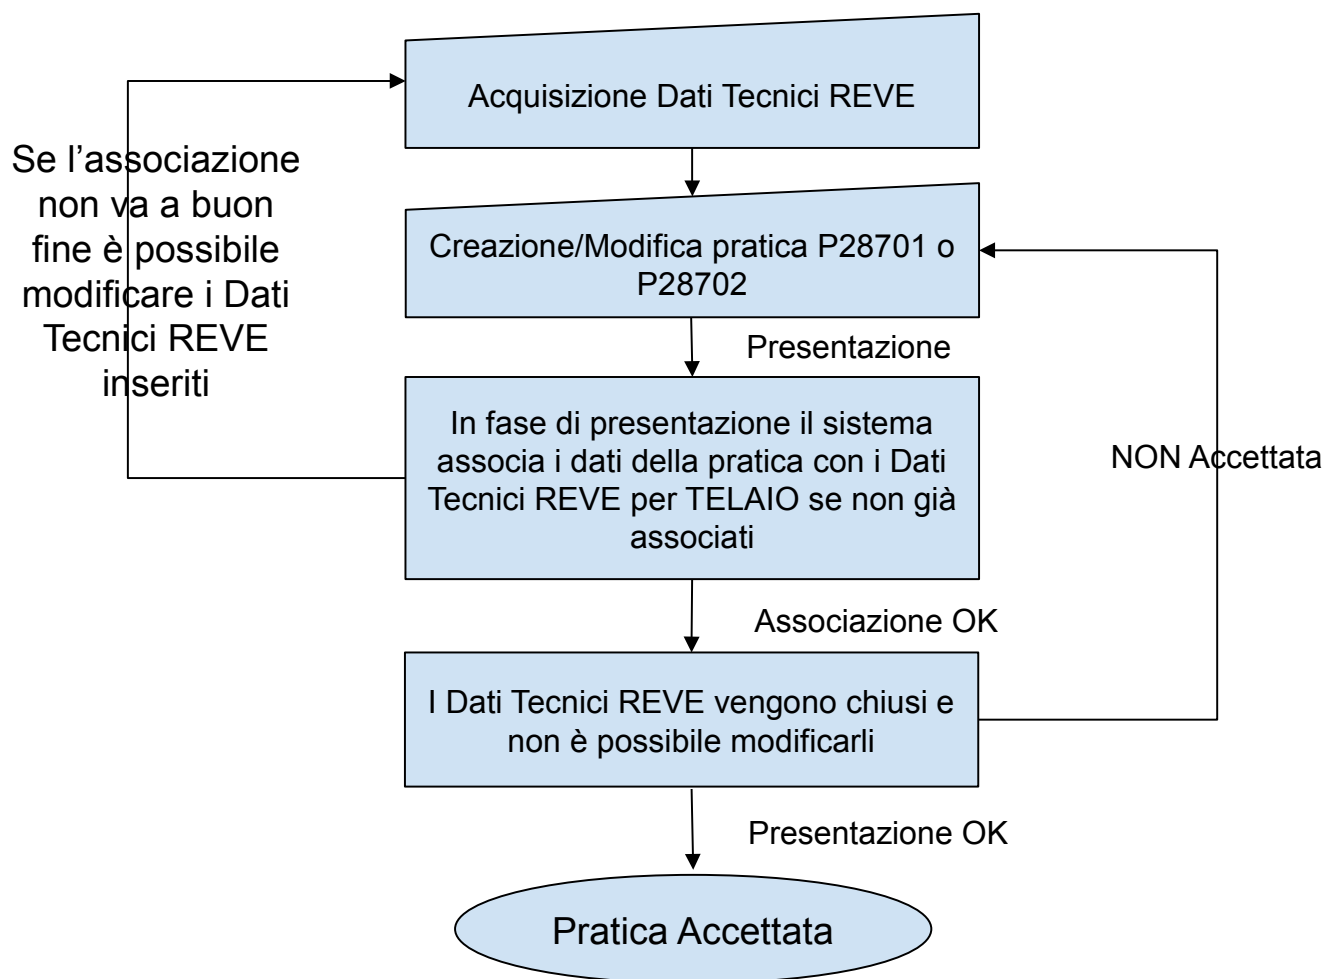 Acquisizione Dati Tecnici REVE
Se l’associazione
non va a buon
fine è possibile
modificare i Dati
Tecnici REVE
inseriti
Creazione/Modifica pratica P28701 o
P28702
Presentazione
In fase di presentazione il sistema
associa i dati della pratica con i Dati
Tecnici REVE per TELAIO se non già
associati
NON Accettata
Associazione OK
I Dati Tecnici REVE vengono chiusi e
non è possibile modificarli
Presentazione OK
Pratica Accettata